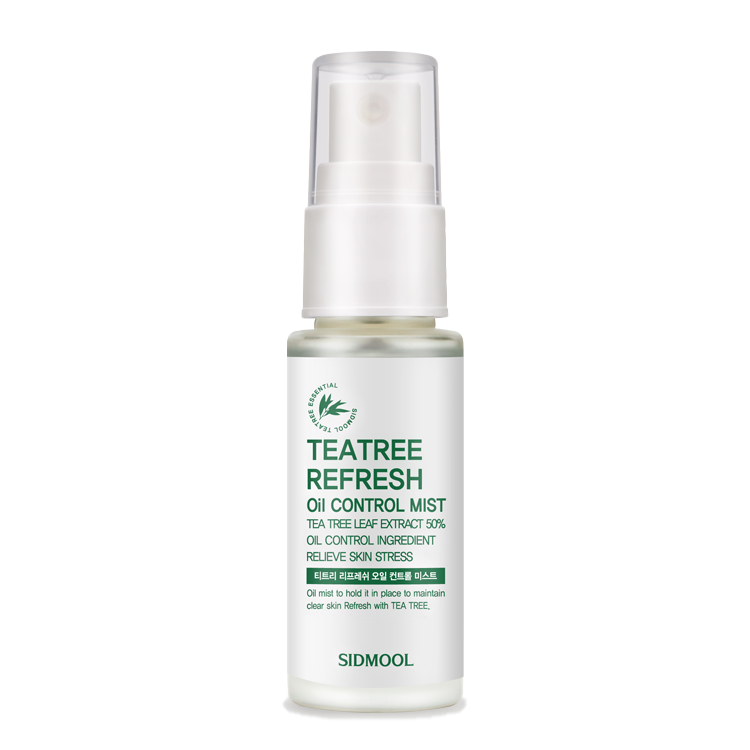 SIDMOOL TEATREE ESSENTIAL
TEATREE
REFRESH
Oil CONTROL MIST
TEA TREE LEAF EXTRACT 50%
OIL CONTROL INGREDIENT
RELIEVE SKIN STRESS
티트리 리프레쉬 오일 컨트롤 미스트
Oil mist to hold it in place to maintain
clear skin Refresh with TEA TREE.
SIDMOOL